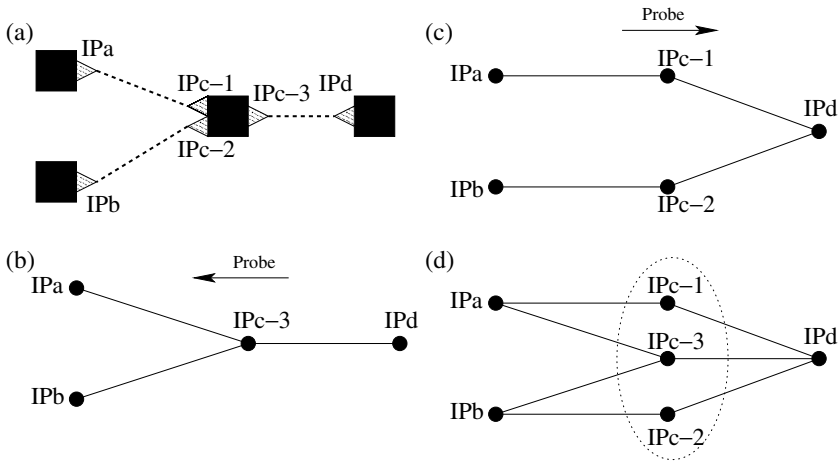 (a)
IPa
IPc−1
IPc−3
IPd
IPc−2
IPb
(b)
Probe
IPa
IPc−3
IPd
IPb
(c)
Probe
IPa
IPc−1
IPd
IPb
IPc−2
(d)
IPa
IPc−1
IPc−3
IPd
IPb
IPc−2